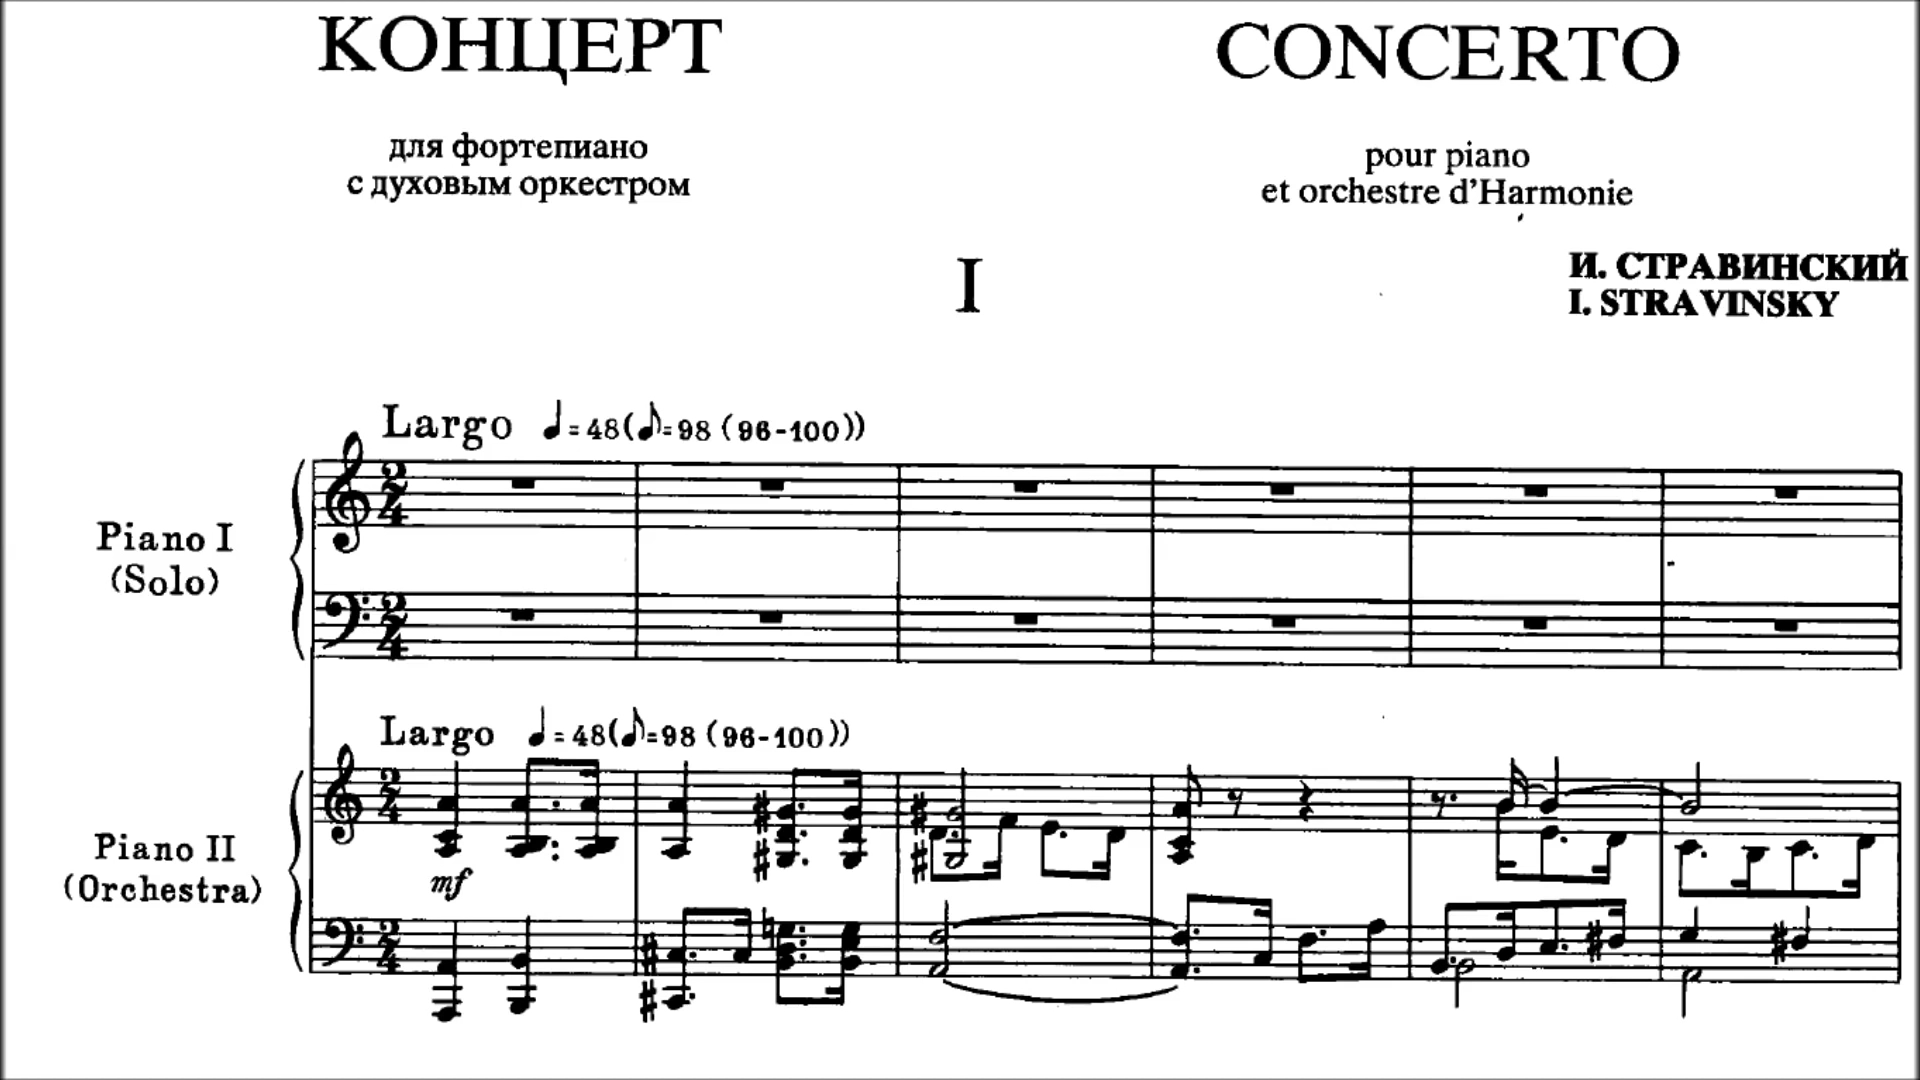 КОНЦЕРТ
для фортепиано
с духовым оркестром
CONCERTO
pour piano
et orchestre d'Harmonie
I
И. СТРАВИНСКИЙ
I. STRAVINSKY
Largo ♩=48(♪=98 (96-100))
Piano I
(Solo)
Largo ♩=48(♪=98 (96-100))
Piano II
(Orchestra)
mf